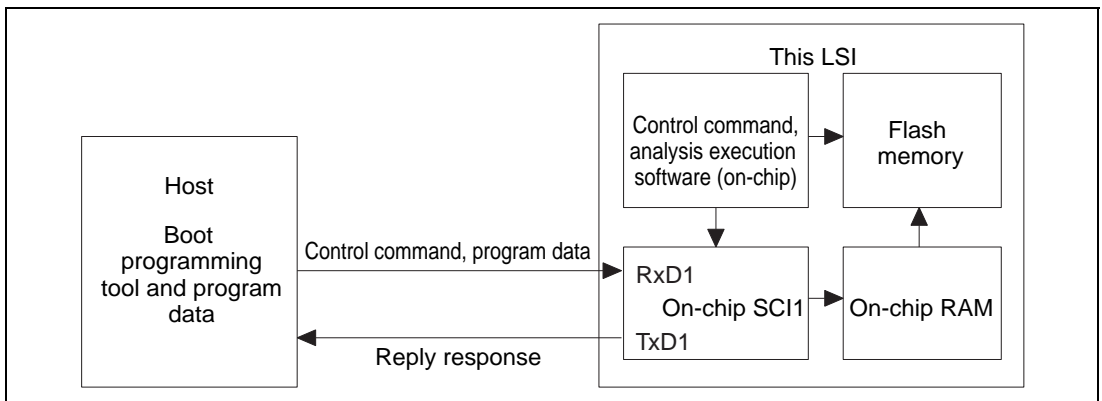 This LSI
Host
Boot
programming
tool and program
data
Control command, program data
Reply response
Control command,
analysis execution
software (on-chip)
Flash
memory
RxD1
On-chip SCI1
TxD1
On-chip RAM